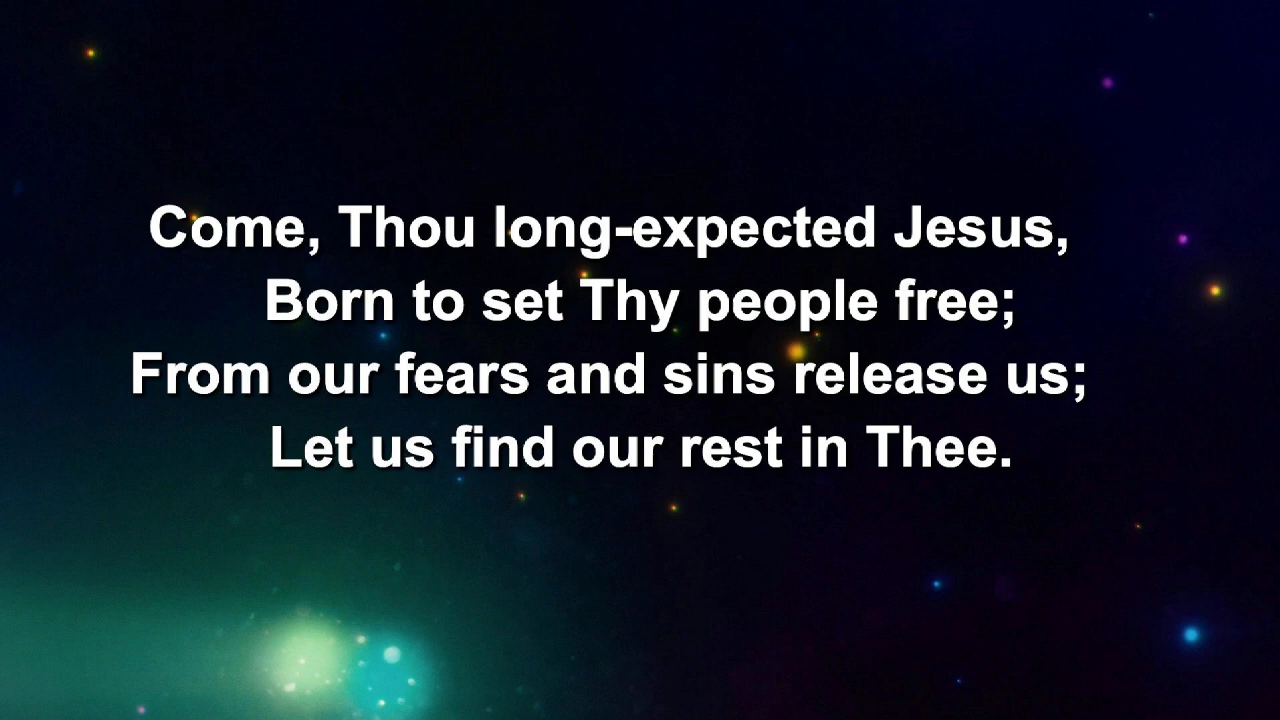 Come, Thou long-expected Jesus,
Born to set Thy people free;
From our fears and sins release us;
Let us find our rest in Thee.